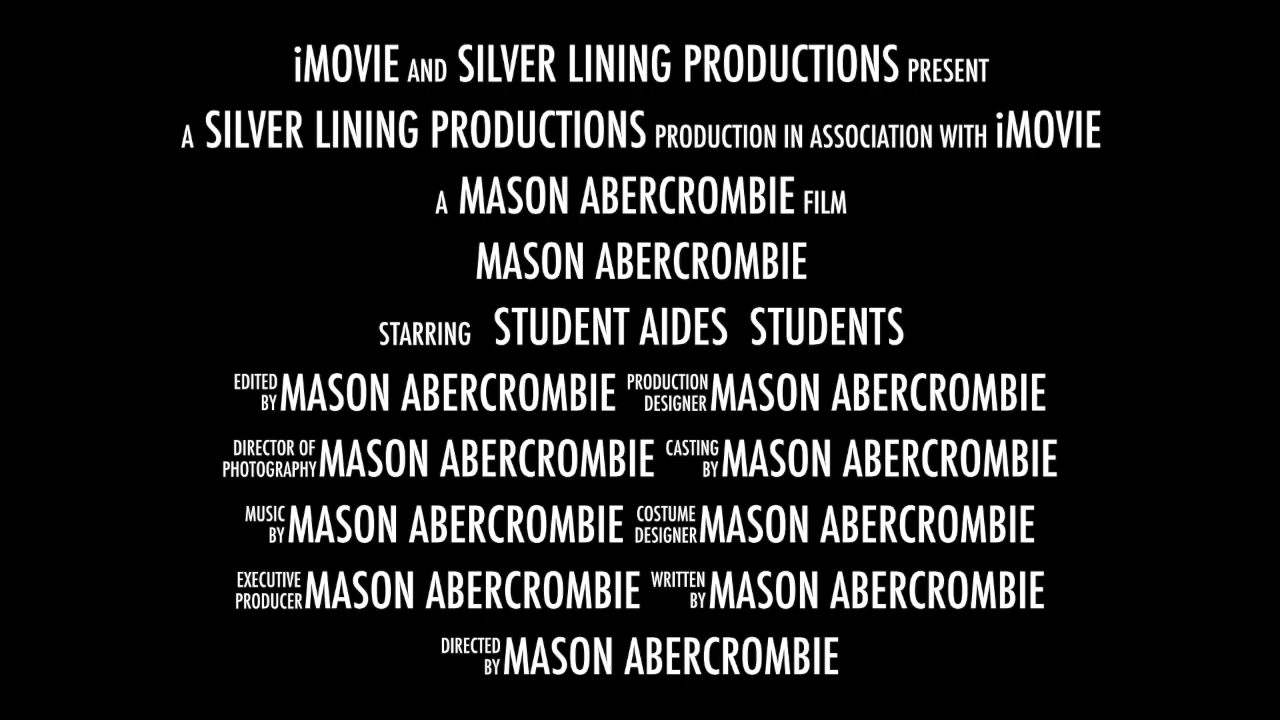 iMOVIE AND SILVER LINING PRODUCTIONS PRESENT
A SILVER LINING PRODUCTIONS PRODUCTION IN ASSOCIATION WITH iMOVIE
A MASON ABERCROMBIE FILM
MASON ABERCROMBIE
STARRING STUDENT AIDES STUDENTS
EDITED BY MASON ABERCROMBIE PRODUCTION DESIGNER MASON ABERCROMBIE
DIRECTOR OF PHOTOGRAPHY MASON ABERCROMBIE CASTING BY MASON ABERCROMBIE
MUSIC BY MASON ABERCROMBIE COSTUME DESIGNER MASON ABERCROMBIE
EXECUTIVE PRODUCER MASON ABERCROMBIE WRITTEN BY MASON ABERCROMBIE
DIRECTED BY MASON ABERCROMBIE